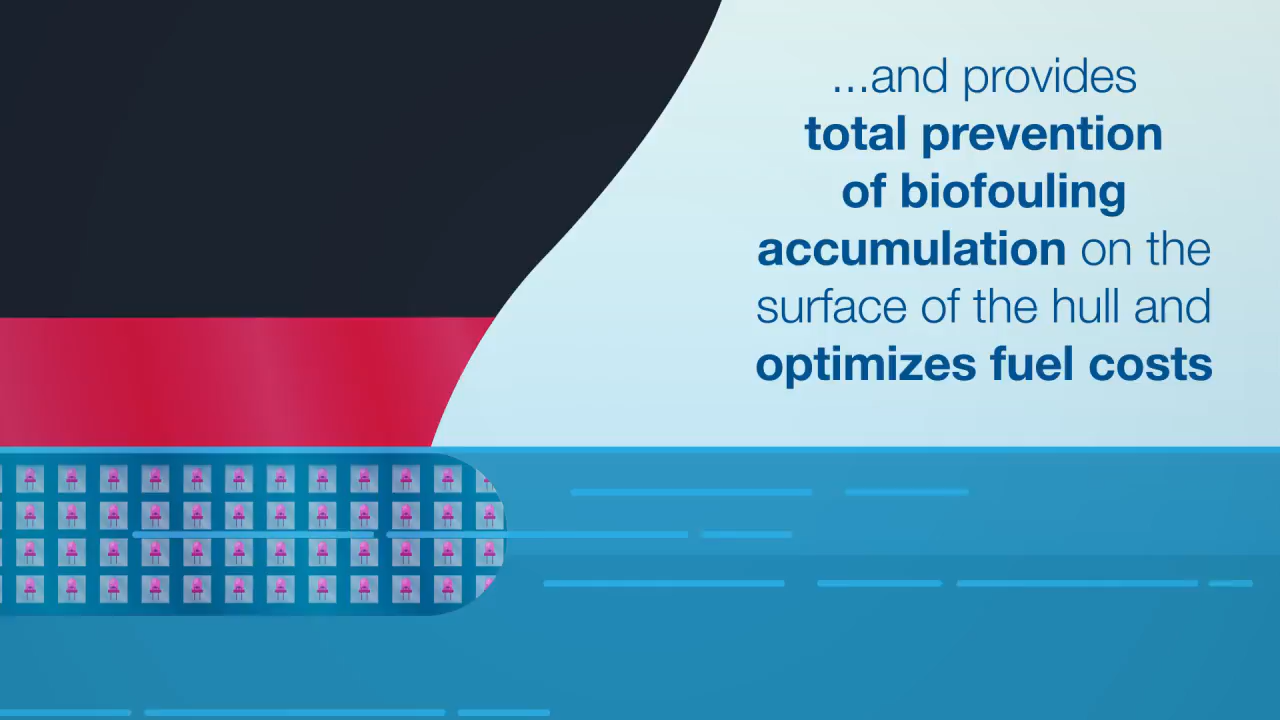 ...and provides
total prevention
of biofouling
accumulation on the
surface of the hull and
optimizes fuel costs